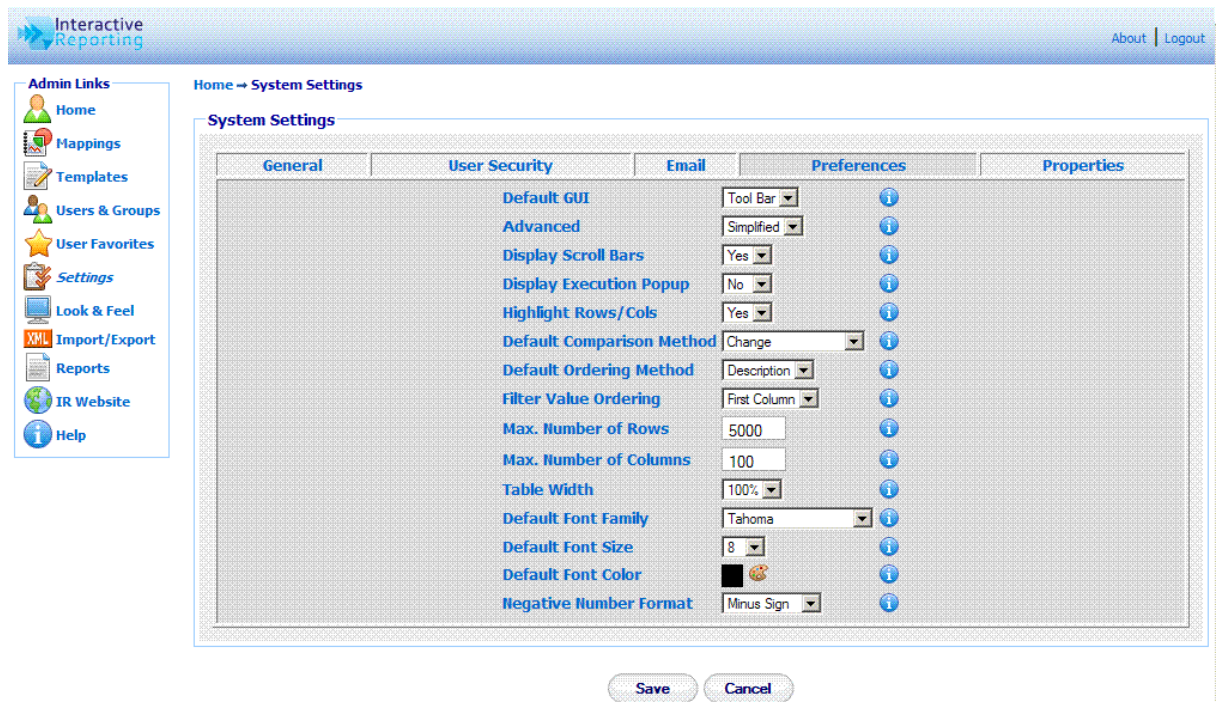 Interactive
Reporting
About | Logout
Admin Links
Home
Mappings
Templates
Users & Groups
User Favorites
Settings
Look & Feel
XML Import/Export
Reports
IR Website
Help
Home → System Settings
System Settings
General User Security Email Preferences Properties
Default GUI Tool Bar
Advanced Simplified
Display Scroll Bars Yes
Display Execution Popup No
Highlight Rows/Cols Yes
Default Comparison Method Change
Default Ordering Method Description
Filter Value Ordering First Column
Max. Number of Rows 5000
Max. Number of Columns 100
Table Width 100%
Default Font Family Tahoma
Default Font Size 8
Default Font Color
Negative Number Format Minus Sign
Save Cancel